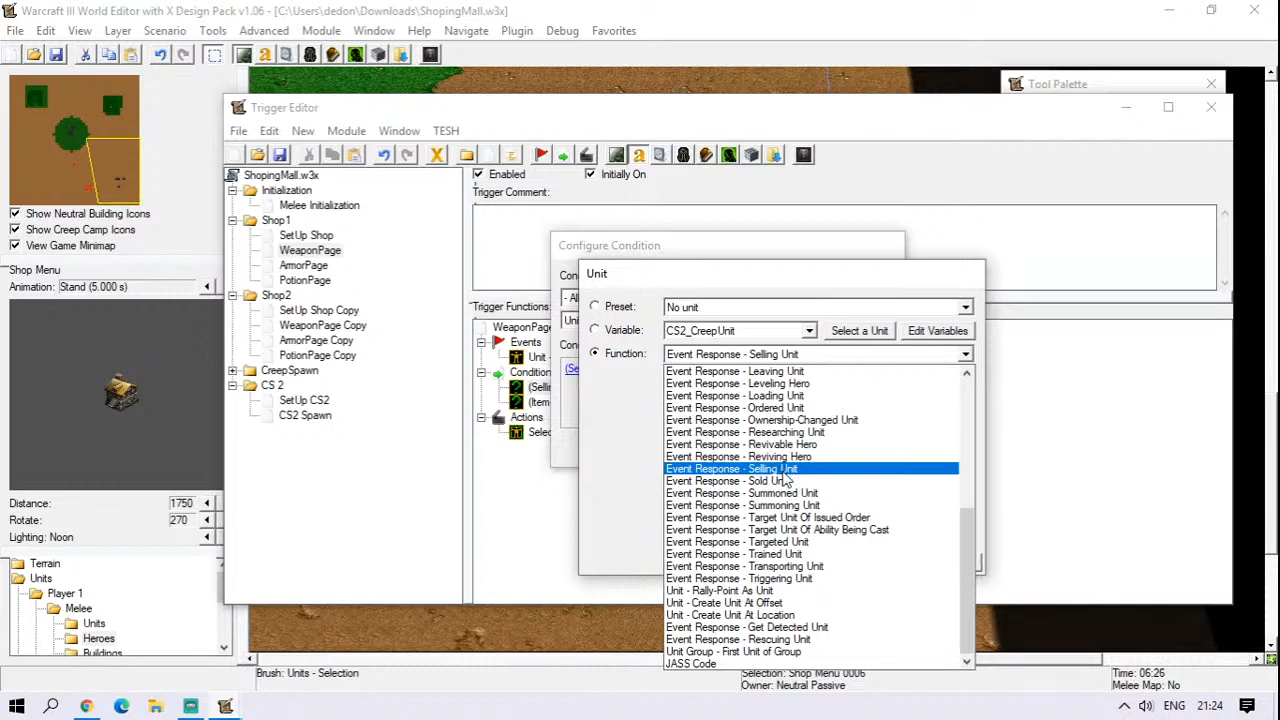 Warcraft III World Editor with X Design Pack v1.06 - [C:\Users\dedon\Downloads\ShopingMall.w3x]
File Edit View Layer Scenario Tools Advanced Module Window Help Navigate Plugin Debug Favorites
Tool Palette
Trigger Editor
File Edit New Module Window TESH
ShopingMall.w3x
Initialization
Melee Initialization
Shop1
SetUp Shop
WeaponPage
ArmorPage
PotionPage
Shop2
SetUp Shop Copy
WeaponPage Copy
ArmorPage Copy
PotionPage Copy
CreepSpawn
CS 2
SetUp CS2
CS2 Spawn
Enabled
Initially On
Trigger Comment:
Trigger Functions:
WeaponPage
Events
Unit -
Condition
(Sellin
(Item
Actions
Selec
Configure Condition
Unit
Preset:
No unit
Variable:
CS2_CreepUnit
Select a Unit
Edit Variables
Function:
Event Response - Selling Unit
Event Response - Leaving Unit
Event Response - Leveling Hero
Event Response - Loading Unit
Event Response - Ordered Unit
Event Response - Ownership-Changed Unit
Event Response - Researching Unit
Event Response - Revivable Hero
Event Response - Reviving Hero
Event Response - Selling Unit
Event Response - Sold Unit
Event Response - Summoned Unit
Event Response - Summoning Unit
Event Response - Target Unit Of Issued Order
Event Response - Target Unit Of Ability Being Cast
Event Response - Targeted Unit
Event Response - Trained Unit
Event Response - Transporting Unit
Event Response - Triggering Unit
Unit - Rally-Point As Unit
Unit - Create Unit At Offset
Unit - Create Unit At Location
Event Response - Get Detected Unit
Event Response - Rescuing Unit
Unit Group - First Unit of Group
JASS Code
Show Neutral Building Icons
Show Creep Camp Icons
View Game Minimap
Shop Menu
Animation: Stand (5.000 s)
Distance: 1750
Rotate: 270
Lighting: Noon
Terrain
Units
Player 1
Melee
Units
Heroes
Buildings
Brush: Units - Selection
Selection: Shop Menu 0006
Owner: Neutral Passive
Time: 06:26
Melee Map: No
ENG 21:24